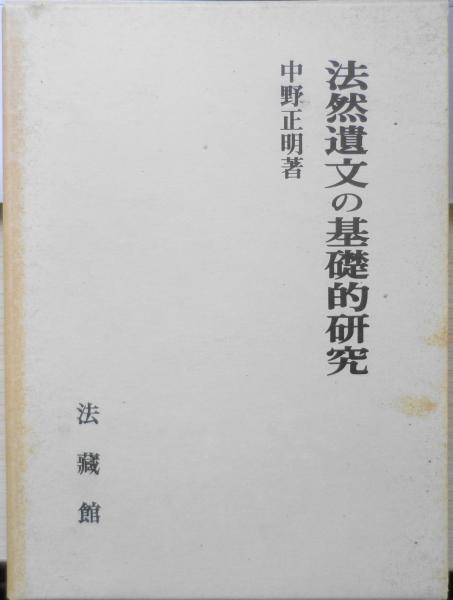 法然遺文の基礎的研究
中野正明著
法藏館